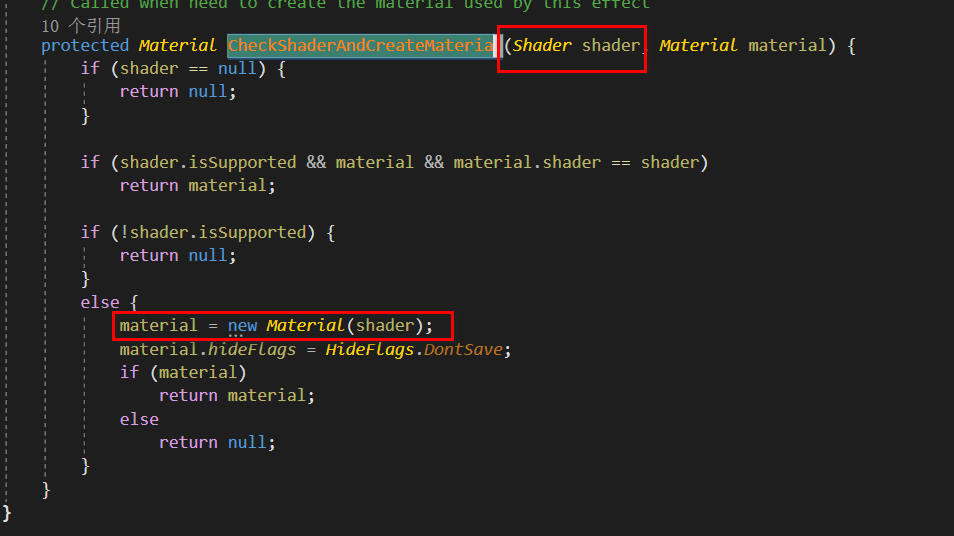 // Called when need to create the material used by this effect
10 个引用
protected Material CheckShaderAndCreateMaterial(Shader shader, Material material) {
if (shader == null) {
return null;
}
if (shader.isSupported && material && material.shader == shader)
return material;
if (!shader.isSupported) {
return null;
}
else {
material = new Material(shader);
material.hideFlags = HideFlags.DontSave;
if (material)
return material;
else
return null;
}
}
}